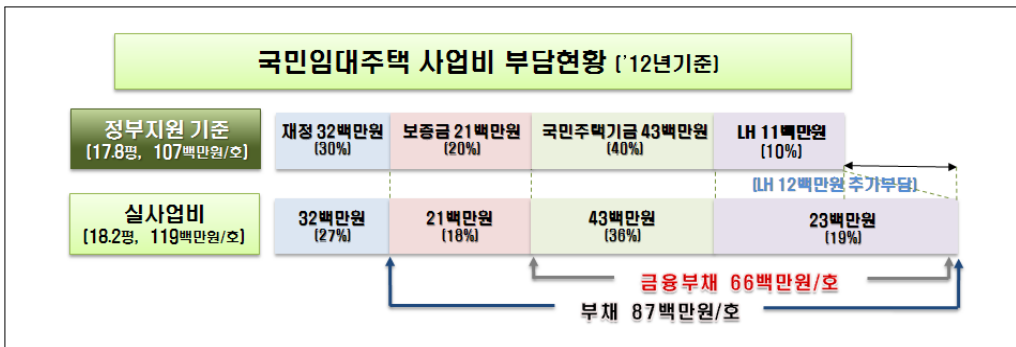 국민임대주택 사업비 부담현황 (’12년기준)
정부지원 기준
(17.8평, 107백만원/호)
재정 32백만원
(30%)
보증금 21백만원
(20%)
국민주택기금 43백만원
(40%)
LH 11백만원
(10%)
(LH 12백만원 추가부담)
실사업비
(18.2평, 119백만원/호)
32백만원
(27%)
21백만원
(18%)
43백만원
(36%)
23백만원
(19%)
금융부채 66백만원/호
부채 87백만원/호